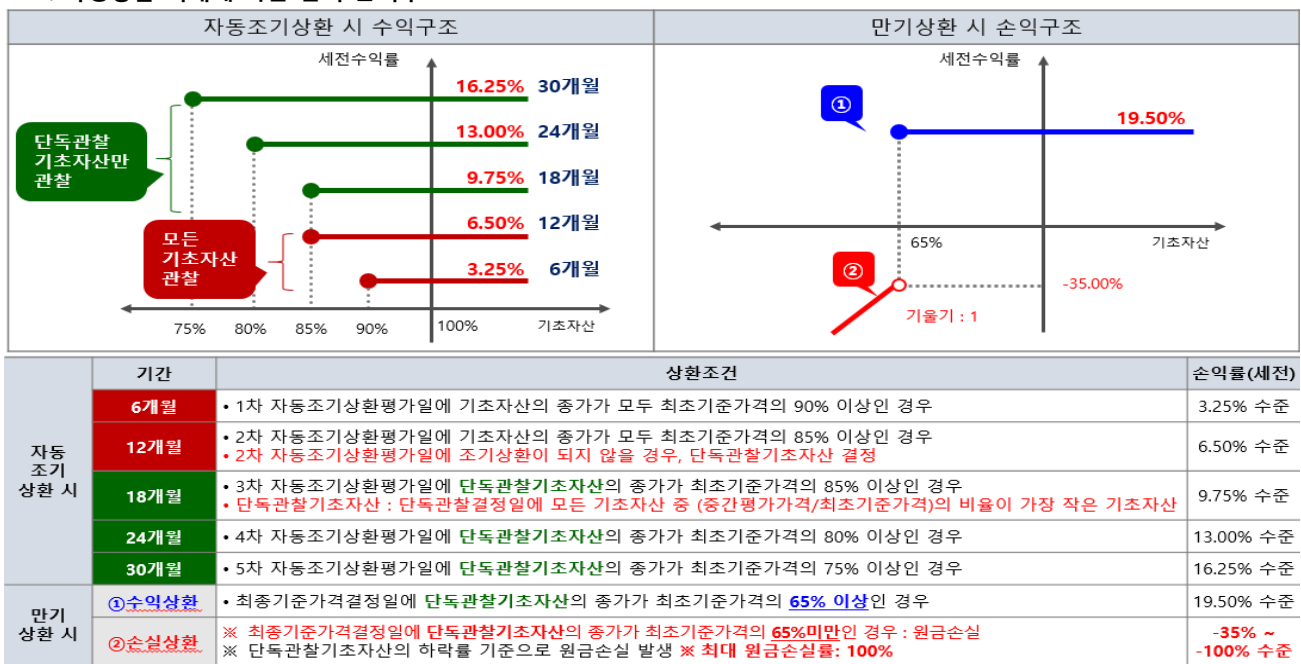 자동조기상환 시 수익구조
만기상환 시 손익구조
세전수익률
16.25% 30개월
13.00% 24개월
9.75% 18개월
6.50% 12개월
3.25% 6개월
단독관찰
기초자산만
관찰
모든
기초자산
관찰
75% 80% 85% 90% 100% 기초자산
세전수익률
①
19.50%
65%
기초자산
②
-35.00%
기울기 : 1
기간 상환조건 손익률(세전)
자동
조기
상환 시
6개월 • 1차 자동조기상환평가일에 기초자산의 종가가 모두 최초기준가격의 90% 이상인 경우 3.25% 수준
12개월 • 2차 자동조기상환평가일에 기초자산의 종가가 모두 최초기준가격의 85% 이상인 경우 6.50% 수준
• 2차 자동조기상환평가일에 조기상환이 되지 않을 경우, 단독관찰기초자산 결정
18개월 • 3차 자동조기상환평가일에 단독관찰기초자산의 종가가 최초기준가격의 85% 이상인 경우 9.75% 수준
• 단독관찰기초자산 : 단독관찰결정일에 모든 기초자산 중 (중간평가가격/최초기준가격)의 비율이 가장 작은 기초자산
24개월 • 4차 자동조기상환평가일에 단독관찰기초자산의 종가가 최초기준가격의 80% 이상인 경우 13.00% 수준
30개월 • 5차 자동조기상환평가일에 단독관찰기초자산의 종가가 최초기준가격의 75% 이상인 경우 16.25% 수준
만기
상환 시
①수익상환 • 최종기준가격결정일에 단독관찰기초자산의 종가가 최초기준가격의 65% 이상인 경우 19.50% 수준
②손실상환 ※ 최종기준가격결정일에 단독관찰기초자산의 종가가 최초기준가격의 65%미만인 경우 : 원금손실
※ 단독관찰기초자산의 하락률 기준으로 원금손실 발생 ※ 최대 원금손실률: 100%
-35% ~
-100% 수준